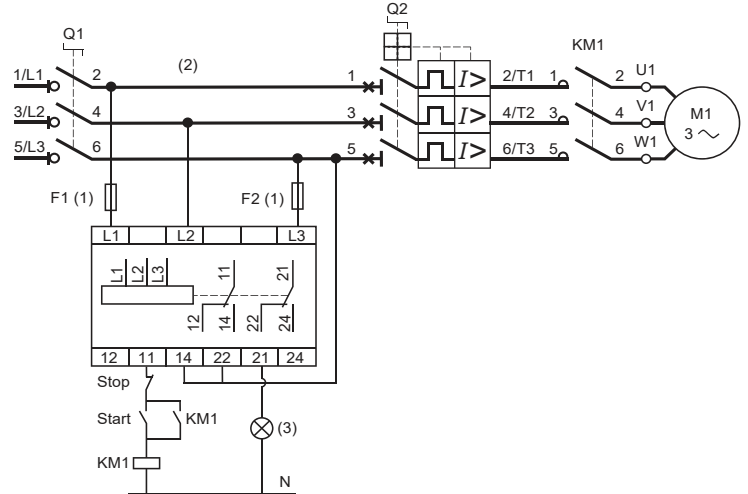 Q2
Q1
(2)
KM1
1/L1 2 1 2/T1 1 2 U1
3/L2 4 3 4/T2 3 4 V1
5/L3 6 5 6/T3 5 6 W1
I>
I>
I>
M1
3
F1 (1) F2 (1)
L1 L2 L3
L1 L2 L3 11 21
12 14 22 24
12 11 14 22 21 24
Stop
Start KM1 (3)
KM1
N